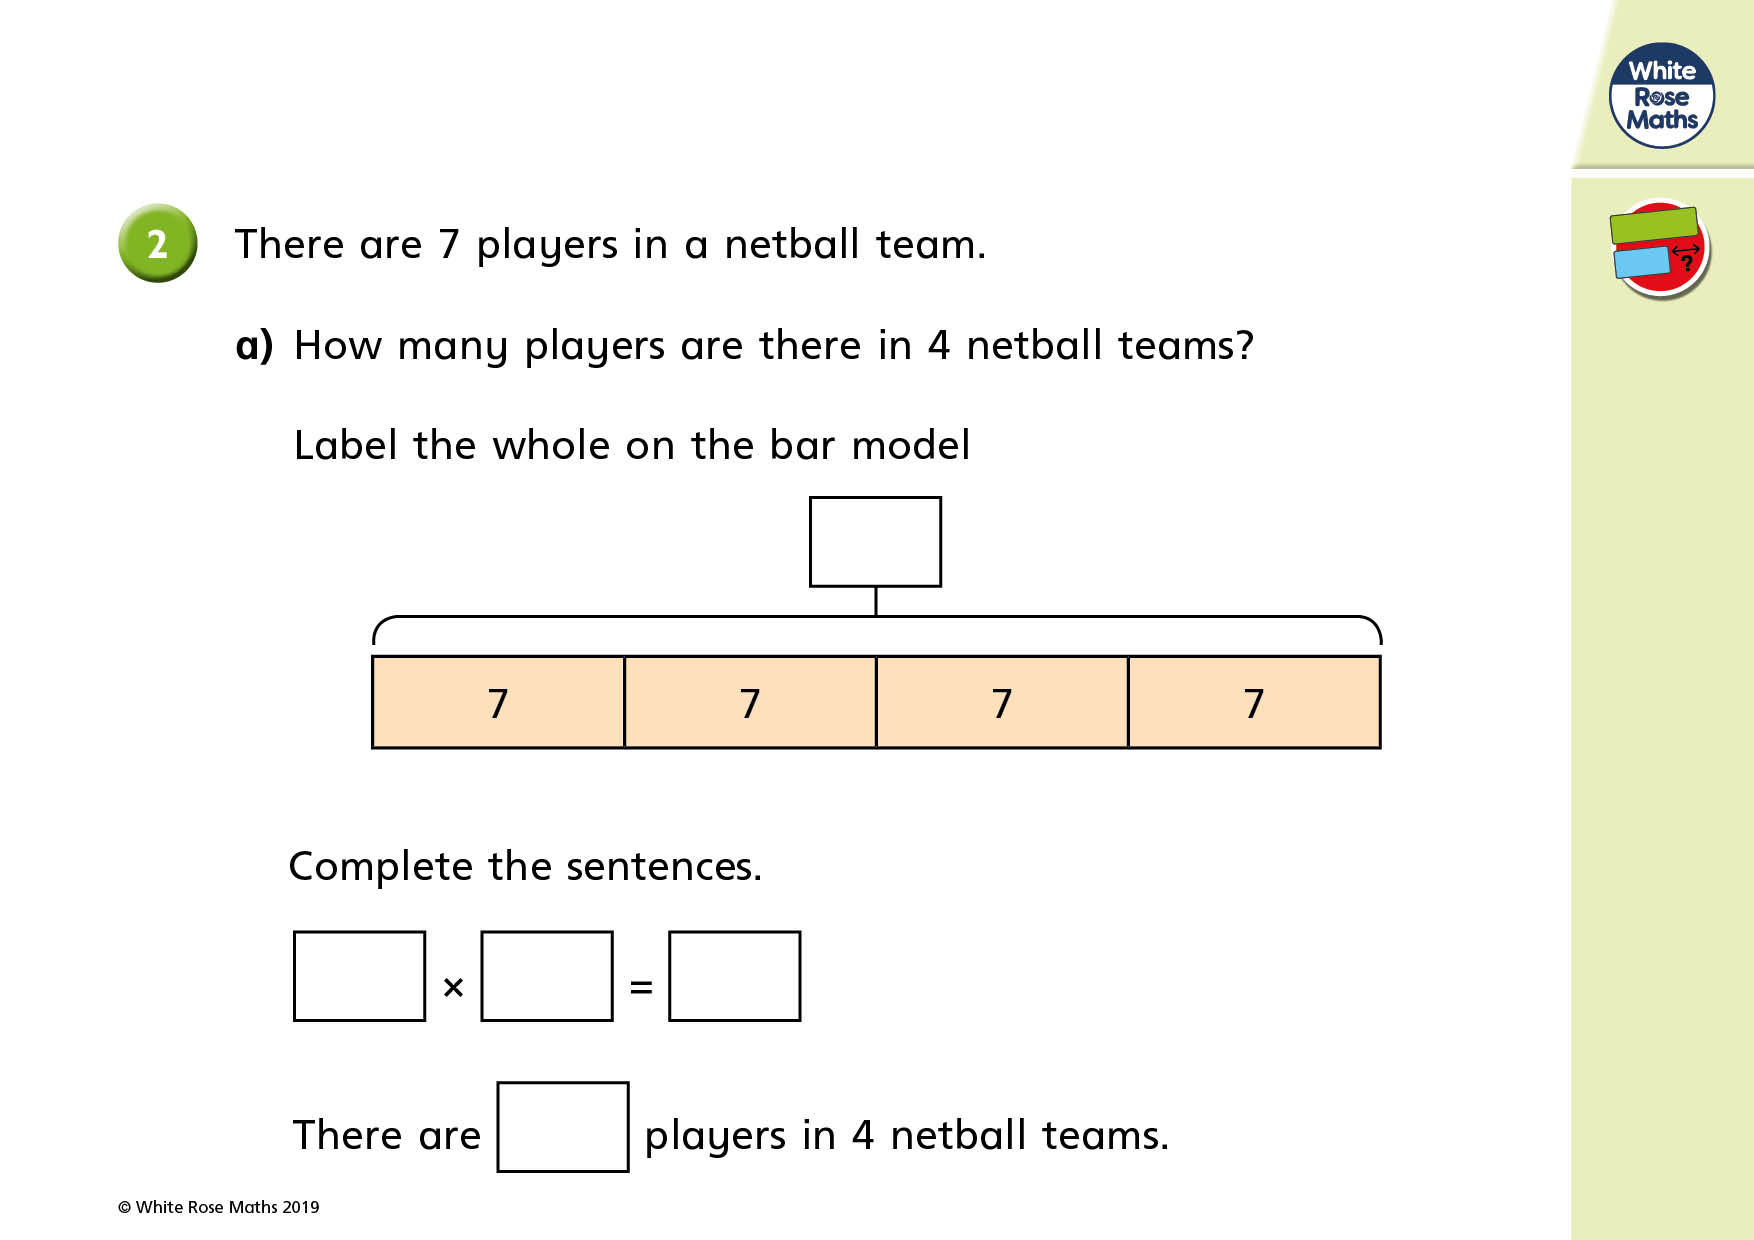 White
Rose
Maths
?
2 There are 7 players in a netball team.
a) How many players are there in 4 netball teams?
Label the whole on the bar model
7 7 7 7
Complete the sentences.
× =
There are players in 4 netball teams.
© White Rose Maths 2019